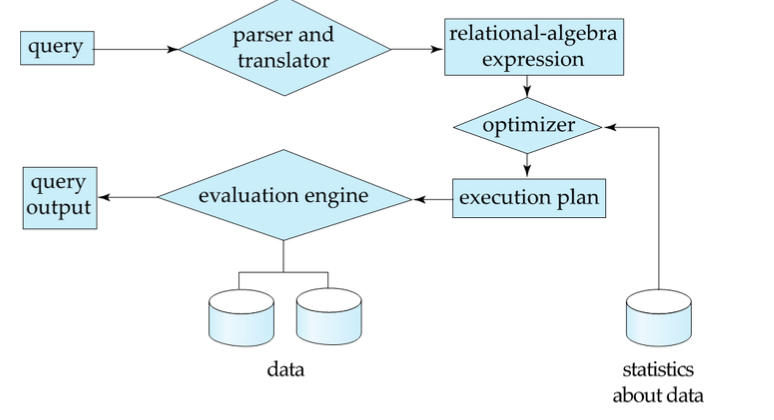 query
parser and
translator
relational-algebra
expression
optimizer
query
output
evaluation engine
execution plan
data
statistics
about data